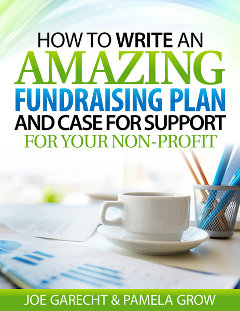 HOW TO WRITE AN
AMAZING
FUNDRAISING PLAN
AND CASE FOR SUPPORT
FOR YOUR NON-PROFIT
JOE GARECHT & PAMELA GROW